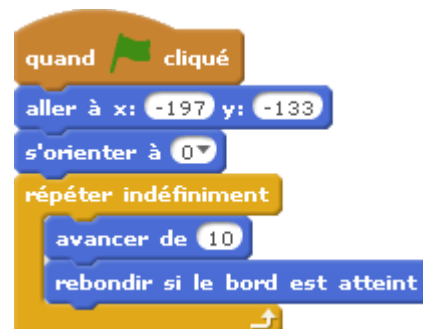 quand cliqué
aller à x: -197 y: -133
s'orienter à 0
répéter indéfiniment
avancer de 10
rebondir si le bord est atteint